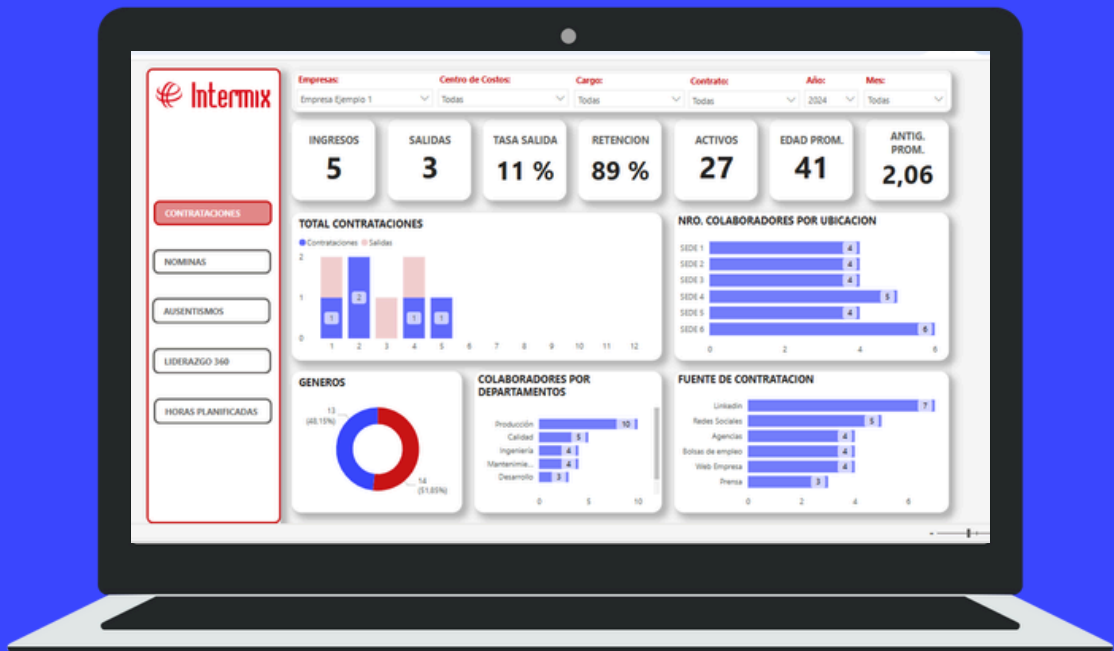 Intermix
Empresas:
Centro de Costos:
Cargo:
Contrato:
Año:
Mes:
Empresa Ejempio 1
Todas
Todas
Todas
2024
Todas
INGRESOS
5
SALIDAS
3
TASA SALIDA
11 %
RETENCION
89 %
ACTIVOS
27
EDAD PROM.
41
ANTIG.
PROM.
2,06
CONTRATACIONES
NOMINAS
AUSENTISMOS
LIDERAZGO 360
HORAS PLANIFICADAS
TOTAL CONTRATACIONES
Contrataciones Salidas
2
1
0
1 2 1 1
1 2 3 4 5 6 7 8 9 10 11 12
NRO. COLABORADORES POR UBICACION
SEDE 1 4
SEDE 2 4
SEDE 3 4
SEDE 4 5
SEDE 5 4
SEDE 6 6
0 2 4 6
GENEROS
13
(48,15%)
14
(51,85%)
COLABORADORES POR
DEPARTAMENTOS
Producción 10
Calidad 5
Ingeniería 4
Mantenimie... 4
Desarrollo 3
0 5 10
FUENTE DE CONTRATACION
Linkedin 7
Redes Sociales 5
Agencias 4
Bolsas de empleo 4
Web Empresa 4
Prensa 3
0 2 4 6